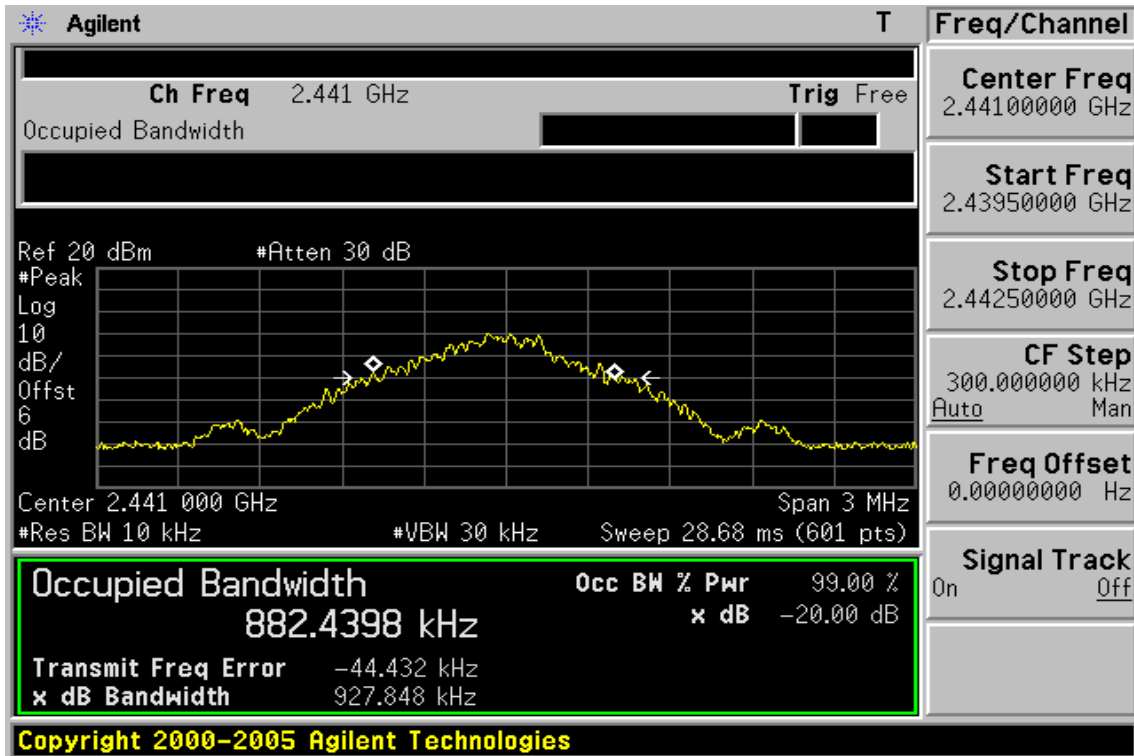 Agilent T
Freq/Channel
Ch Freq 2.441 GHz Trig Free
Occupied Bandwidth
Center Freq
2.44100000 GHz
Start Freq
2.43950000 GHz
Stop Freq
2.44250000 GHz
CF Step
300.000000 kHz
Auto Man
Freq Offset
0.00000000 Hz
Signal Track
On Off
Ref 20 dBm #Atten 30 dB
#Peak
Log
10
dB/
Offst
6
dB
Center 2.441 000 GHz Span 3 MHz
#Res BW 10 kHz #VBW 30 kHz Sweep 28.68 ms (601 pts)
Occupied Bandwidth Occ BW % Pwr 99.00 %
882.4398 kHz x dB -20.00 dB
Transmit Freq Error -44.432 kHz
x dB Bandwidth 927.848 kHz
Copyright 2000-2005 Agilent Technologies